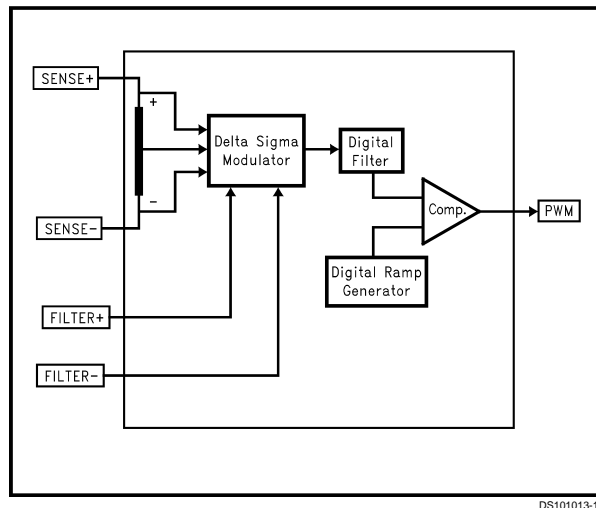 SENSE+
+
Delta Sigma
Modulator
Digital
Filter
-
SENSE-
Comp.
PWM
Digital Ramp
Generator
FILTER+
FILTER-
DS101013-1